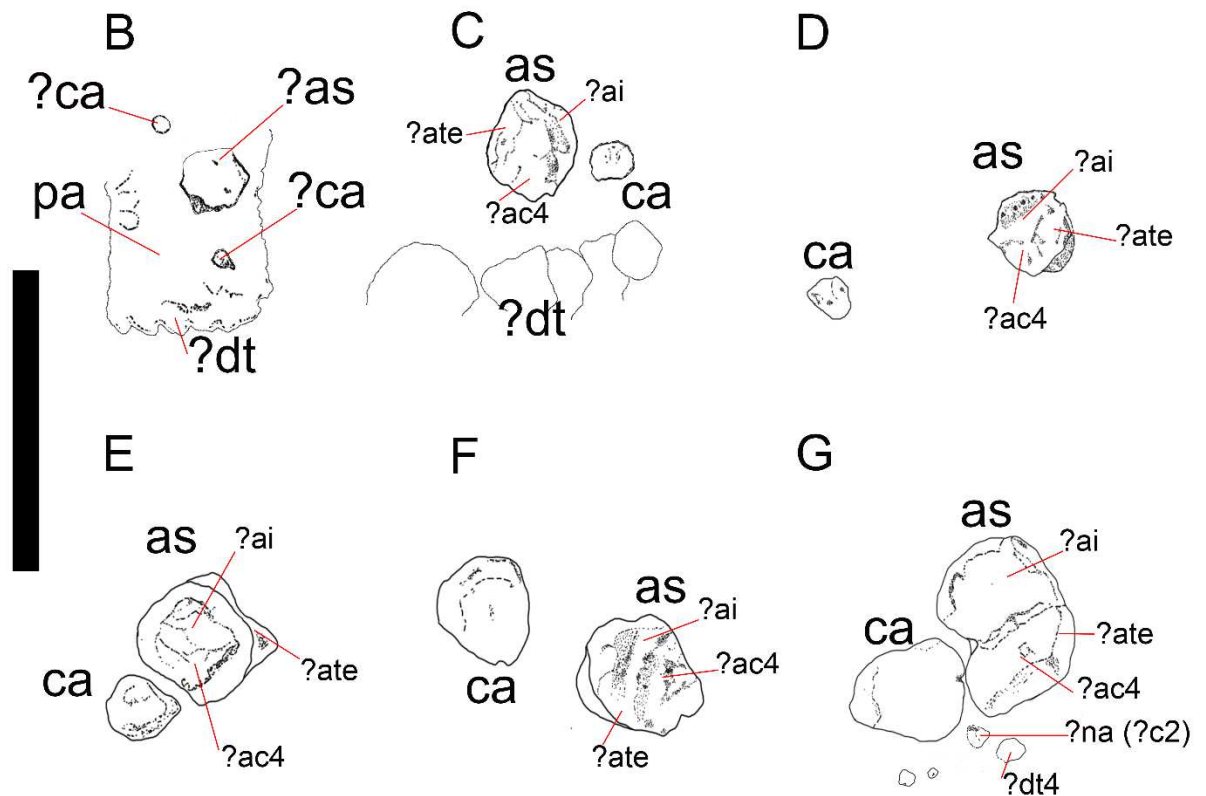 B
?ca
?as
pa
?ca
?dt
C
as
?ai
?ate
?ac4
ca
?dt
D
as
?ai
?ate
ca
?ac4
E
as
?ai
?ate
ca
?ac4
F
as
?ai
?ac4
ca
?ate
G
as
?ai
ca
?ate
?ac4
?na (?c2)
?dt4